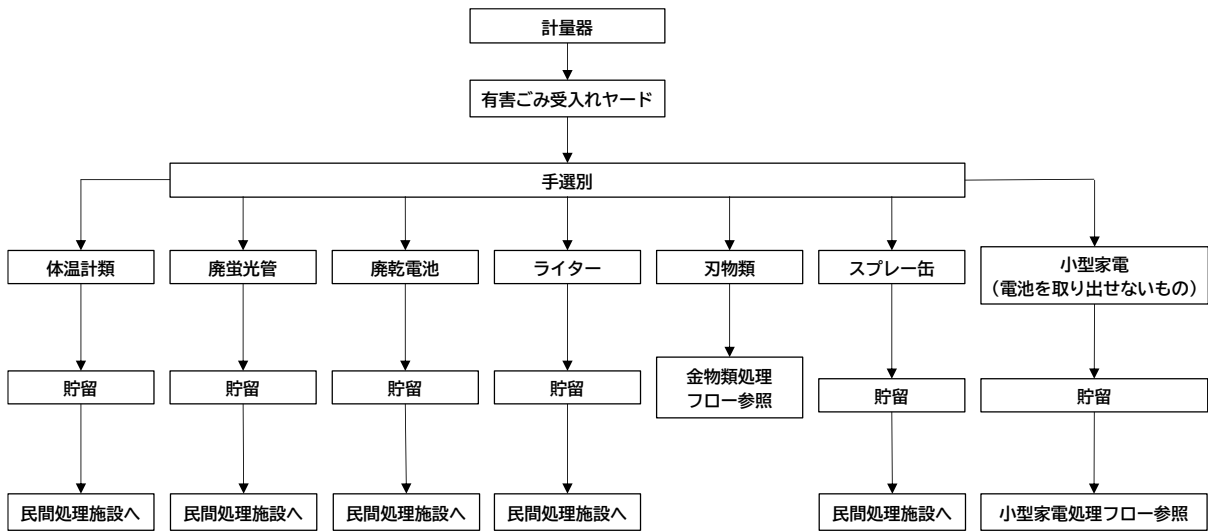 計量器
有害ごみ受入れヤード
手選別
体温計類
廃蛍光管
廃乾電池
ライター
刃物類
スプレー缶
小型家電
（電池を取り出せないもの）
貯留
貯留
貯留
貯留
金物類処理
フロー参照
貯留
貯留
民間処理施設へ
民間処理施設へ
民間処理施設へ
民間処理施設へ
民間処理施設へ
小型家電処理フロー参照